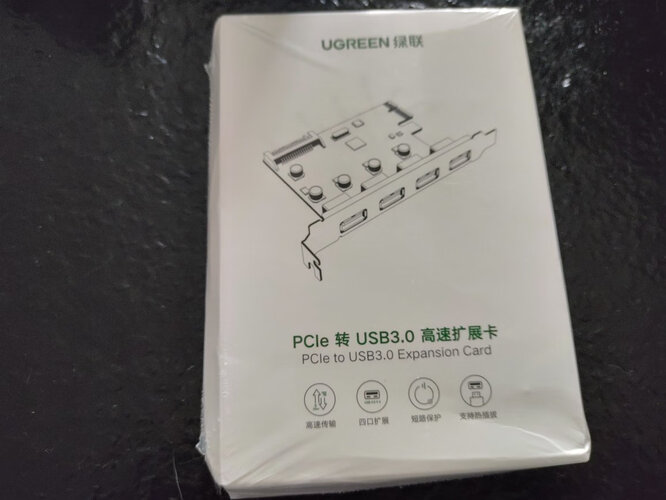 UGREEN 绿联
PCIe 转 USB3.0 高速扩展卡
PCIe to USB3.0 Expansion Card
高速传输
四口扩展
短路保护
支持热插拔